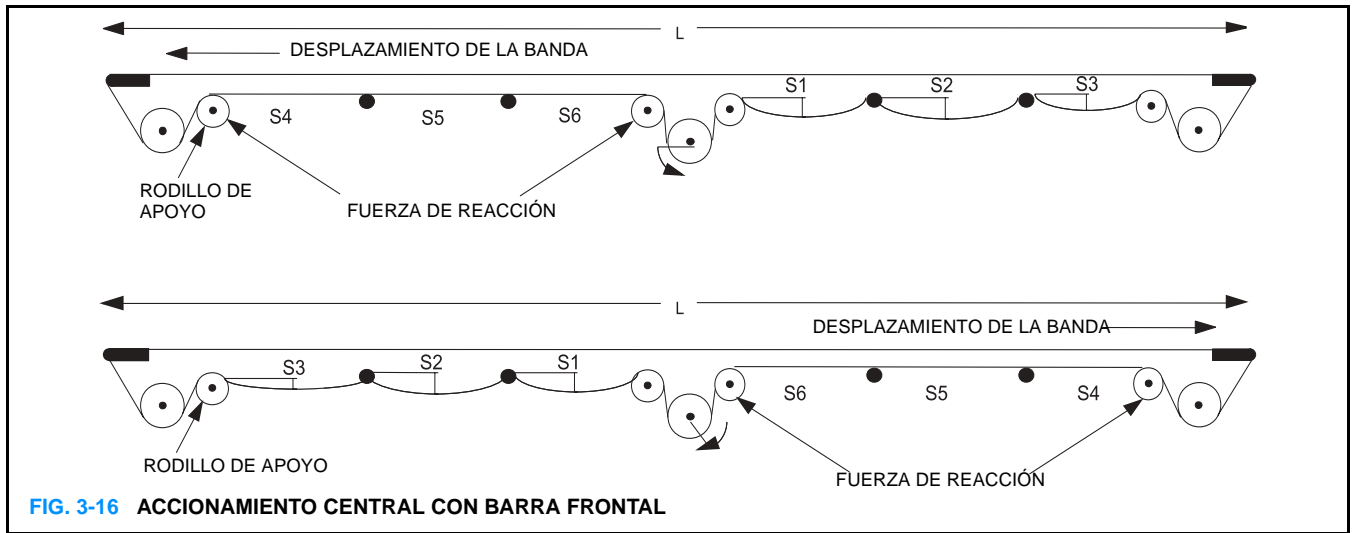 L
DESPLAZAMIENTO DE LA BANDA
S1
S2
S3
S4
S5
S6
RODILLO DE
APOYO
FUERZA DE REACCIÓN
L
DESPLAZAMIENTO DE LA BANDA
S3
S2
S1
S6
S5
S4
RODILLO DE APOYO
FUERZA DE REACCIÓN
FIG. 3-16 ACCIONAMIENTO CENTRAL CON BARRA FRONTAL